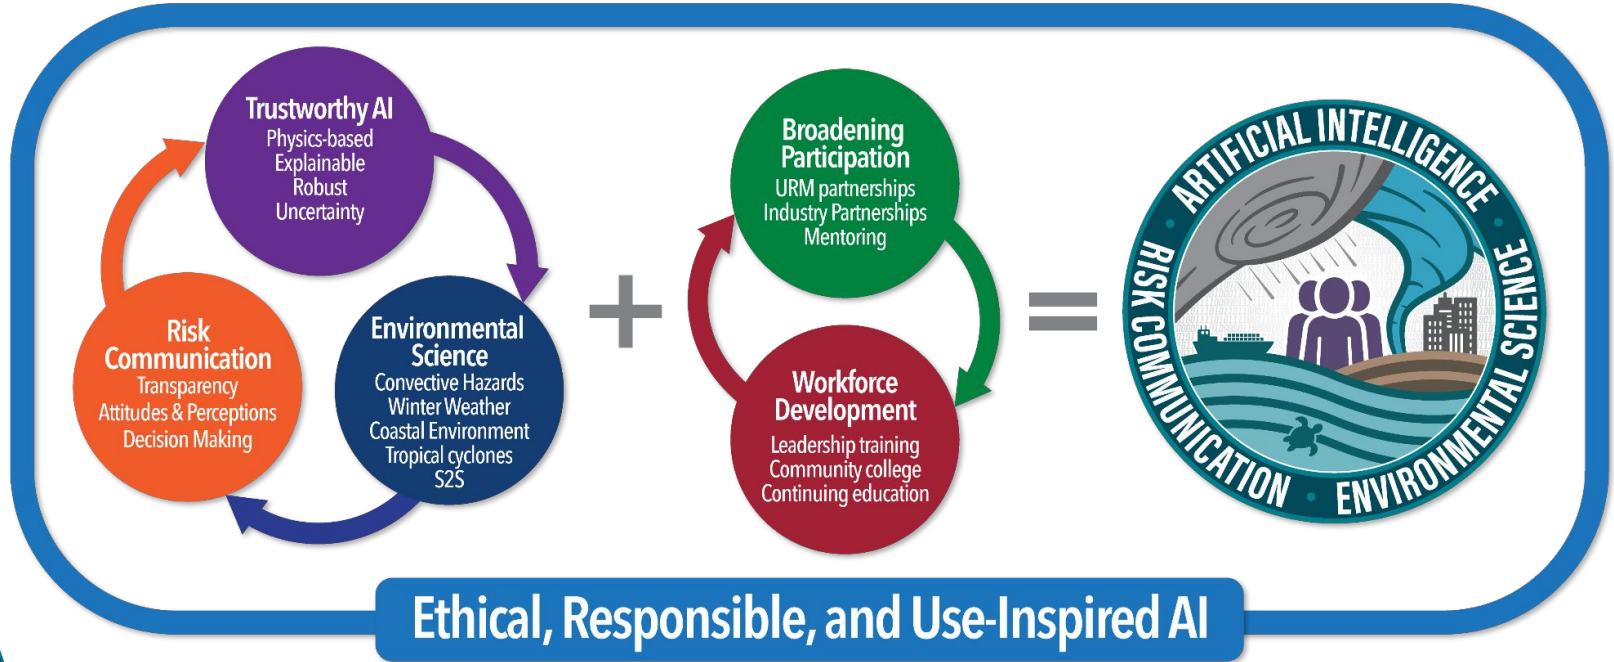 Trustworthy AI
Physics-based
Explainable
Robust
Uncertainty
Risk
Communication
Transparency
Attitudes & Perceptions
Decision Making
Environmental
Science
Convective Hazards
Winter Weather
Coastal Environment
Tropical cyclones
S2S
+
Broadening
Participation
URM partnerships
Industry Partnerships
Mentoring
Workforce
Development
Leadership training
Community college
Continuing education
=
ARTIFICIAL INTELLIGENCE
RISK COMMUNICATION
ENVIRONMENTAL SCIENCE
Ethical, Responsible, and Use-Inspired AI